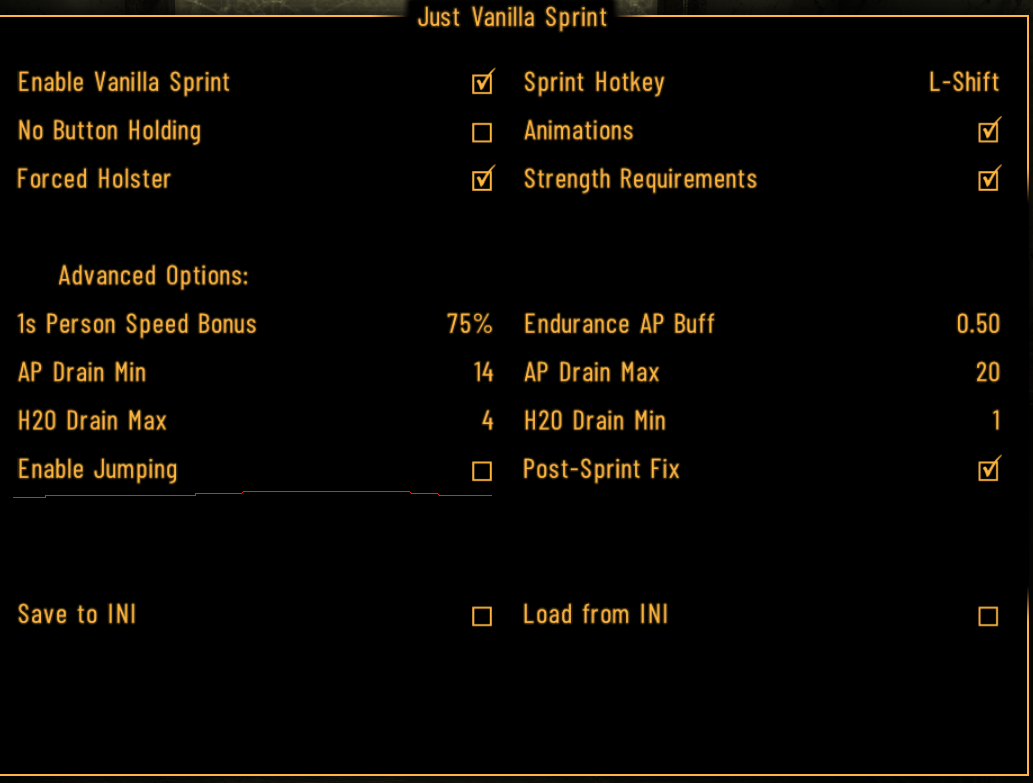 Just Vanilla Sprint
Enable Vanilla Sprint
Sprint Hotkey L-Shift
No Button Holding
Animations
Forced Holster
Strength Requirements
Advanced Options:
1s Person Speed Bonus 75%
Endurance AP Buff 0.50
AP Drain Min 14
AP Drain Max 20
H2O Drain Max 4
H2O Drain Min 1
Enable Jumping
Post-Sprint Fix
Save to INI
Load from INI